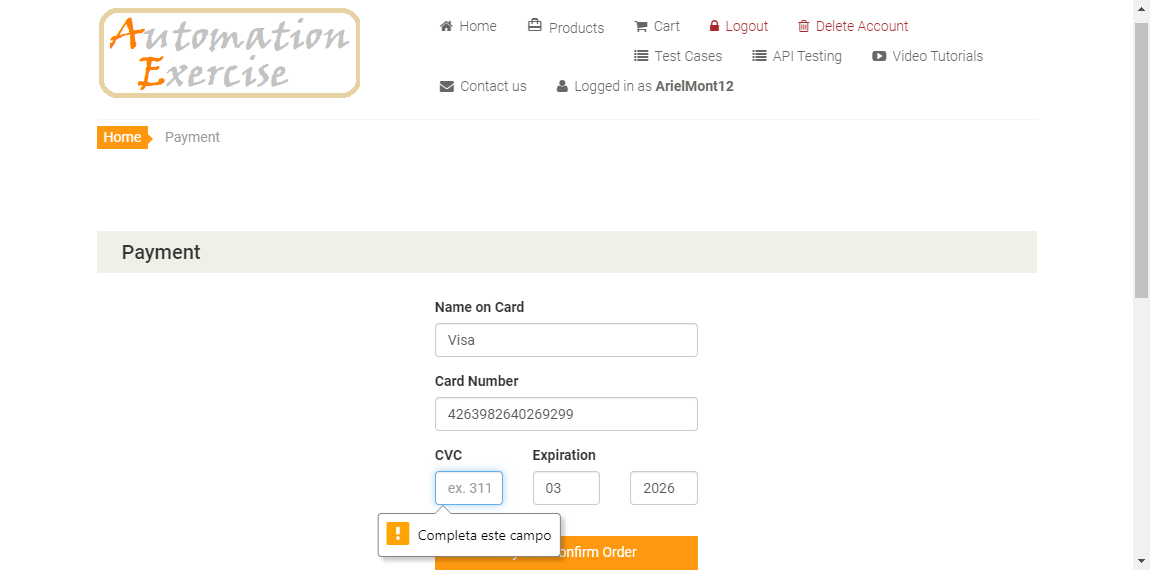 Automation
Exercise
Home Products Cart Logout Delete Account
Test Cases API Testing Video Tutorials
Contact us Logged in as ArielMont12
Home Payment
Payment
Name on Card
Visa
Card Number
4263982640269299
CVC Expiration
ex. 311 03 2026
Completa este campo
Order